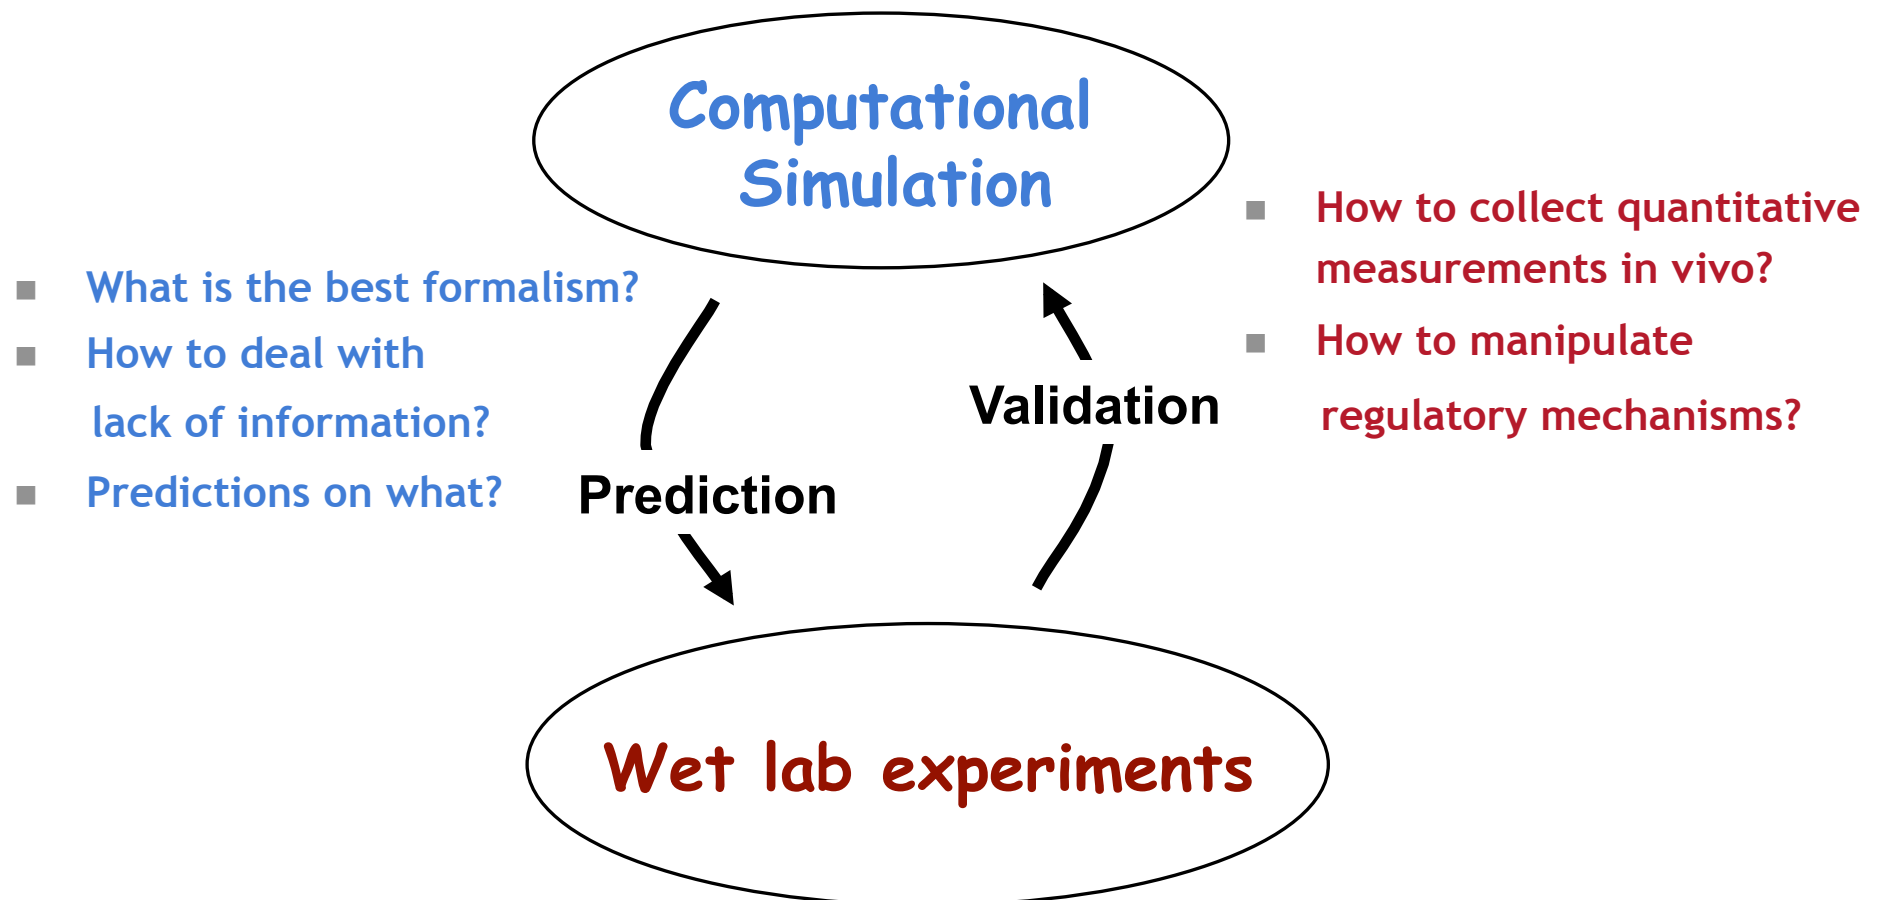 Computational
Simulation
What is the best formalism?
How to deal with
lack of information?
Predictions on what?
Prediction
Validation
How to collect quantitative
measurements in vivo?
How to manipulate
regulatory mechanisms?
Wet lab experiments